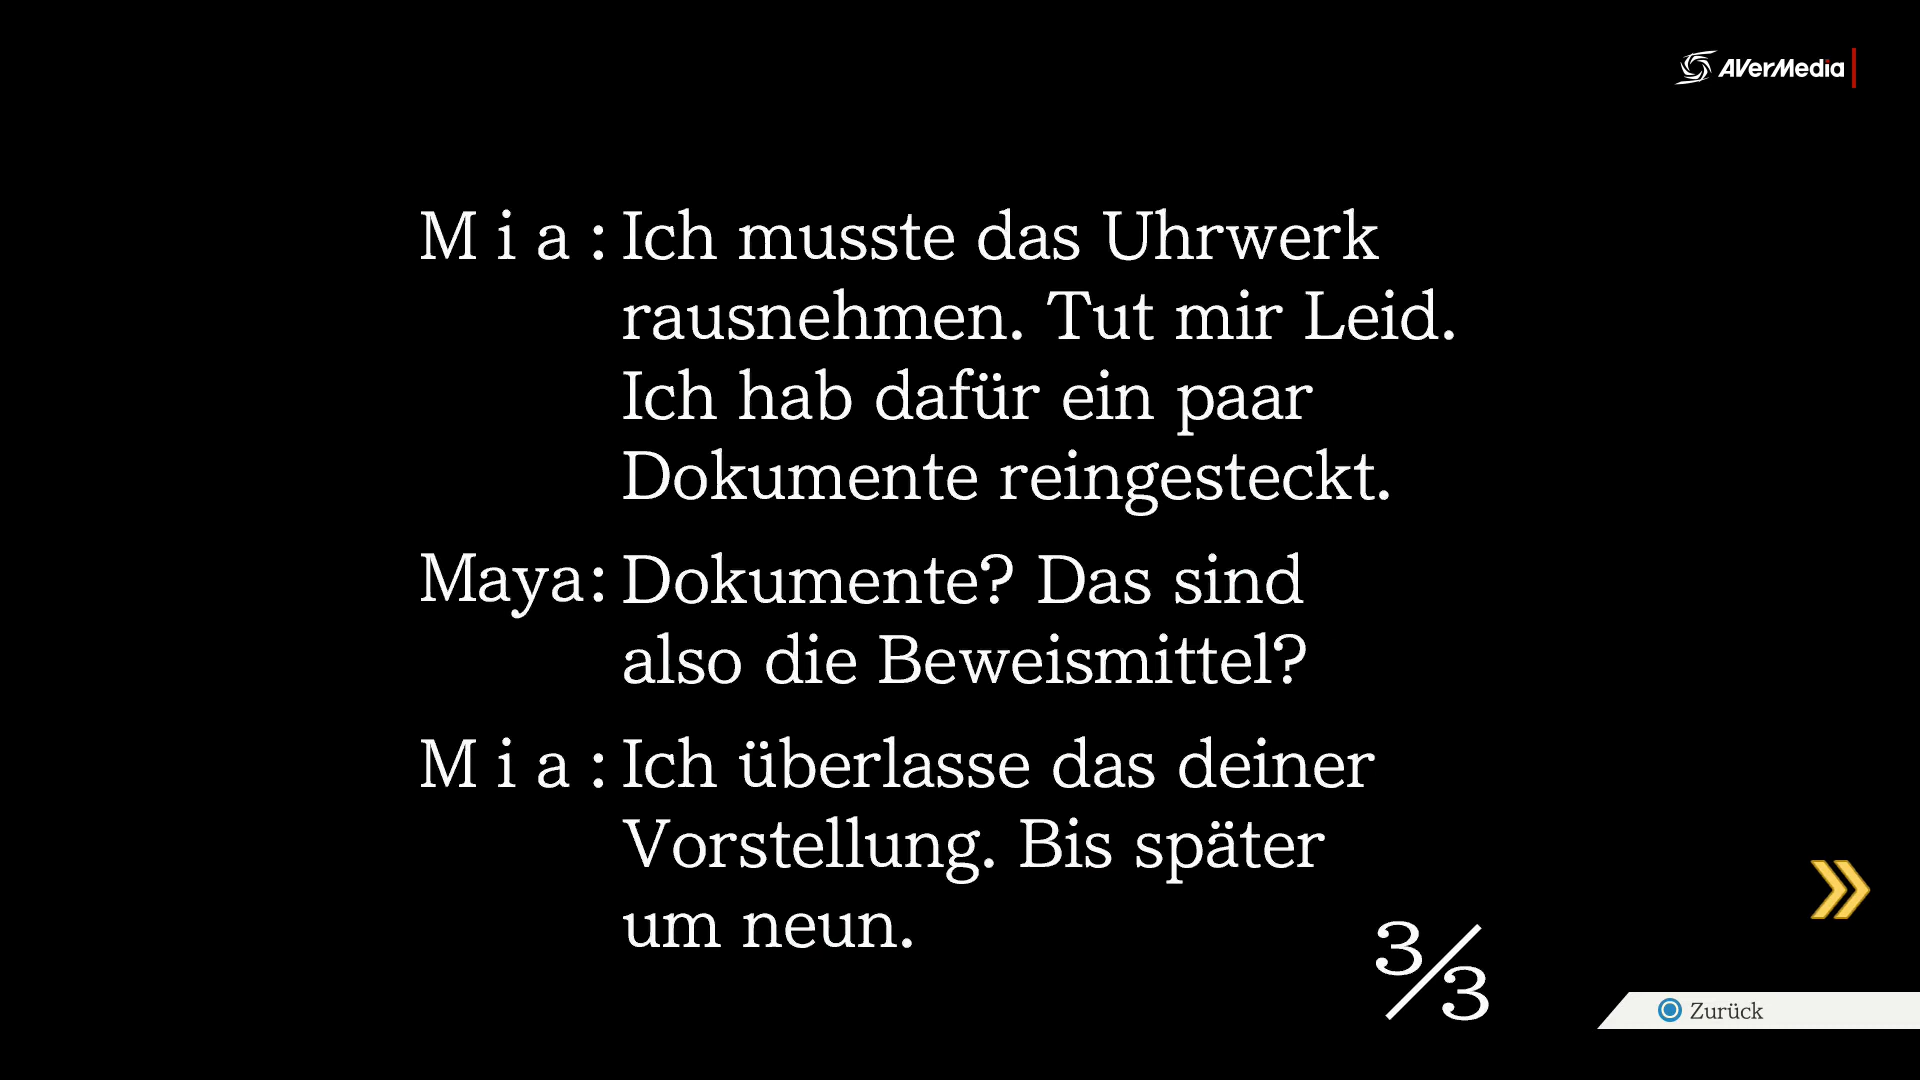 AVerMedia
M i a : Ich musste das Uhrwerk
rausnehmen. Tut mir Leid.
Ich hab dafür ein paar
Dokumente reingesteckt.
Maya: Dokumente? Das sind
also die Beweismittel?
M i a : Ich überlasse das deiner
Vorstellung. Bis später
um neun.
3/3
Zurück